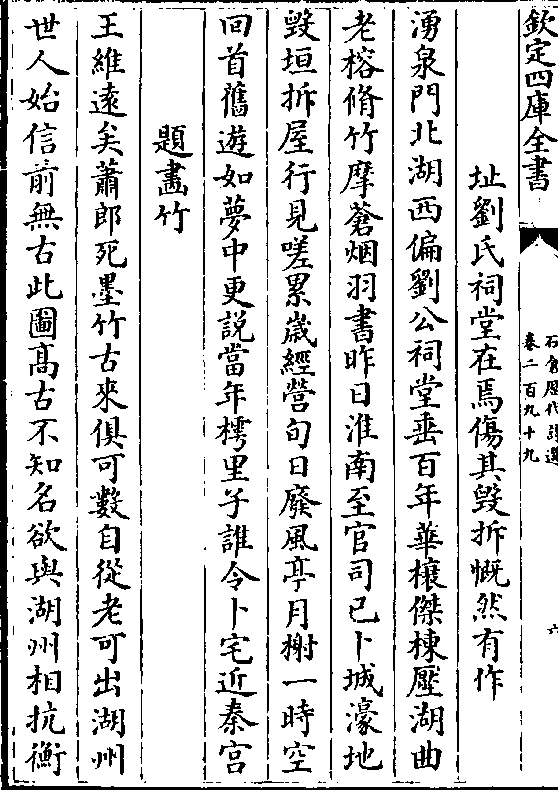 欽定四庫全書
石倉歷代詩選
卷二百九十九
六
址劉氏祠堂在焉傷其毀拆慨然有作
湧泉門北湖西偏劉公祠堂垂百年華榱傑棟壓湖曲
老榕脩竹摩蒼烟羽書昨日淮南至官司已卜城濠地
毀垣拆屋行見嗟累歲經營旬日廢風亭月榭一時空
回首舊遊如夢中更説當年樗里子誰令卜宅近秦宮
題畵竹
王維遠矣蕭郎死墨竹古來俱可數自從老可出湖州
世人始信前無古此圖髙古不知名欲與湖州相抗衡